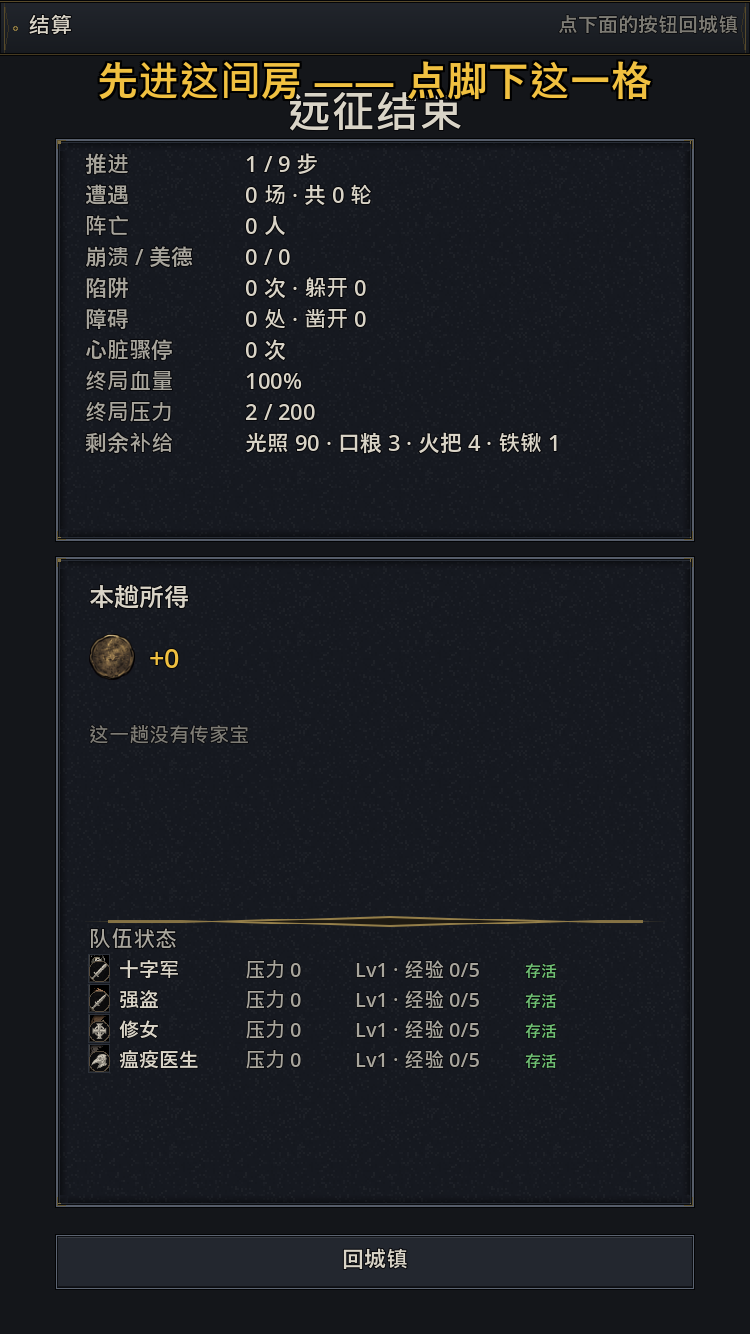 结算 点下面的按钮回城镇
先进这间房 —— 点脚下这一格
远征结束
推进 1 / 9 步
遭遇 0 场 · 共 0 轮
阵亡 0 人
崩溃 / 美德 0 / 0
陷阱 0 次 · 躲开 0
障碍 0 处 · 凿开 0
心脏骤停 0 次
终局血量 100%
终局压力 2 / 200
剩余补给 光照 90 · 口粮 3 · 火把 4 · 铁锹 1
本趟所得
+0
这一趟没有传家宝
队伍状态
十字军 压力 0 Lv1 · 经验 0/5 存活
强盗 压力 0 Lv1 · 经验 0/5 存活
修女 压力 0 Lv1 · 经验 0/5 存活
瘟疫医生 压力 0 Lv1 · 经验 0/5 存活
回城镇